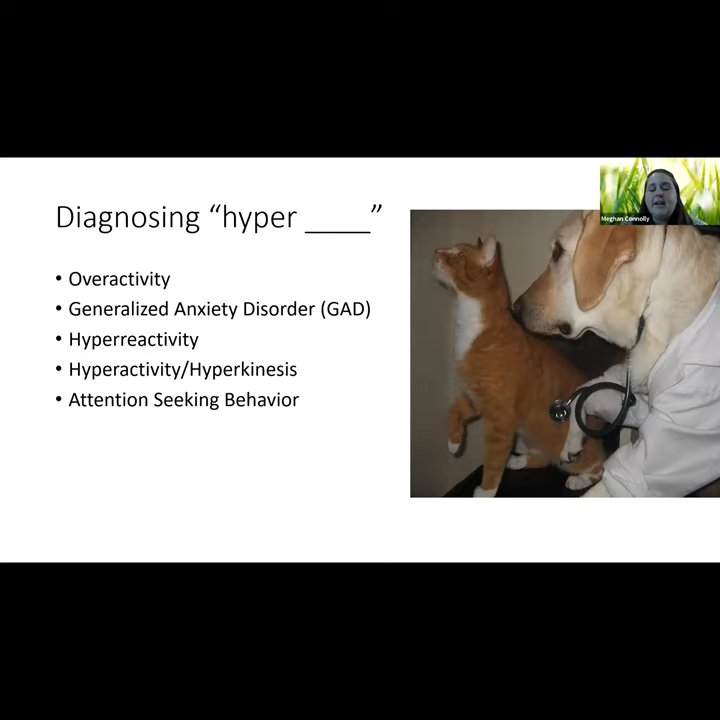 Diagnosing “hyper ____”
• Overactivity
• Generalized Anxiety Disorder (GAD)
• Hyperreactivity
• Hyperactivity/Hyperkinesis
• Attention Seeking Behavior
Meghan Connolly